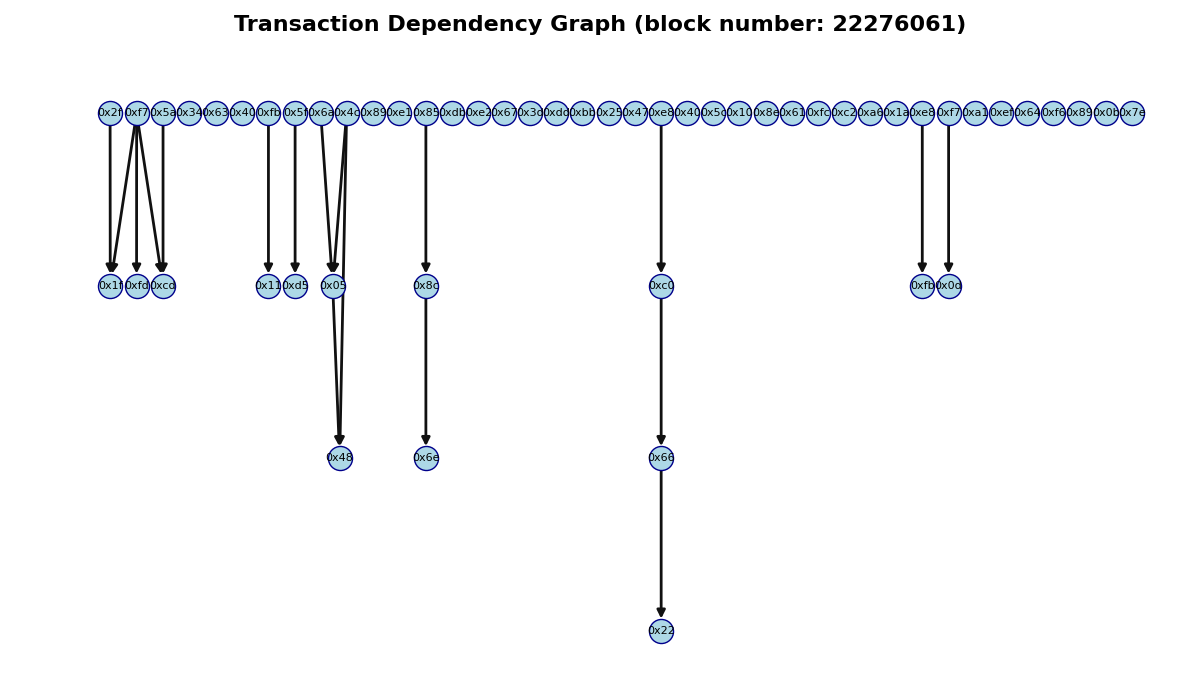 Transaction Dependency Graph (block number: 22276061)
0x2f 0xf7 0x5a 0x34 0x63 0x40 0xfb 0x5f 0x6a 0x4c 0x89 0xe1 0x85 0xdb 0xe2 0x67 0x3c 0xdd 0xbb 0x25 0x47 0xe8 0x40 0x5c 0x10 0x8e 0x61 0xfc 0xc2 0xa6 0x1a 0xe8 0xf7 0xa1 0xef 0x64 0xf6 0x89 0x0b 0x7e
0x1f 0xfd 0xcd 0x11 0xd5 0x05 0x8c 0xc0 0xfb 0x0d
0x48 0x6e 0x66
0x22